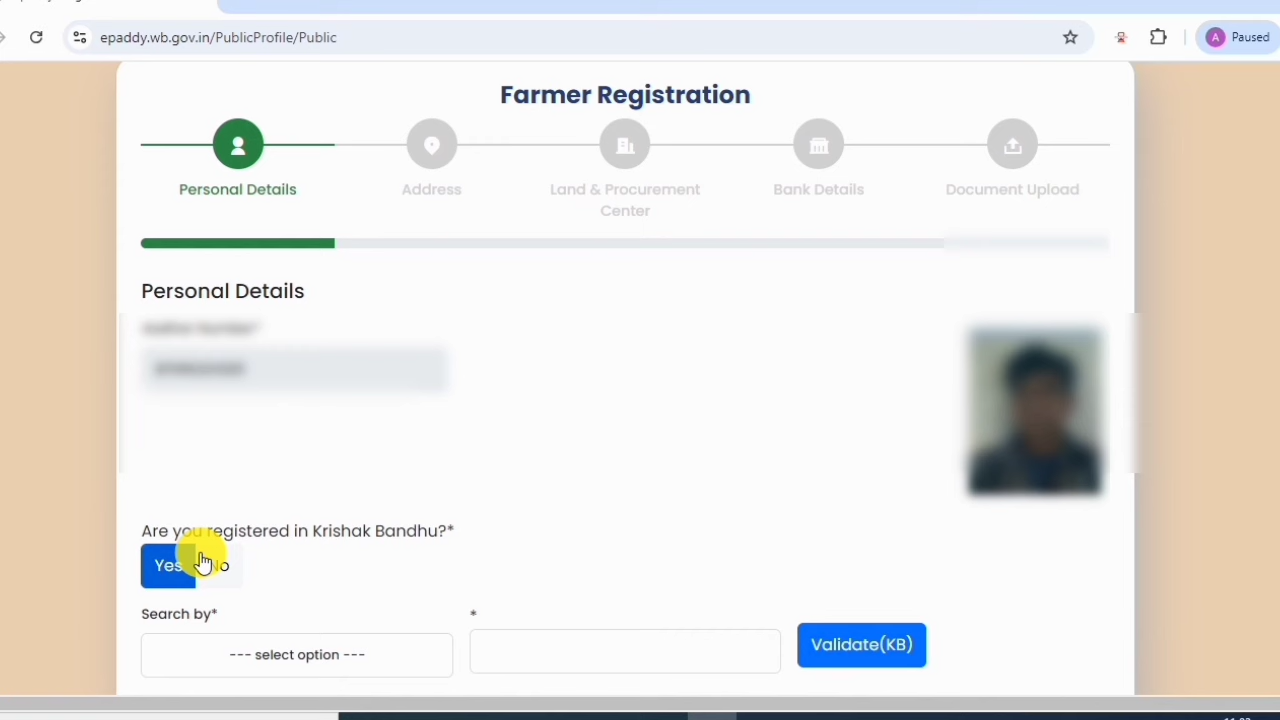 epaddy.wb.gov.in/PublicProfile/Public
A Paused
Farmer Registration
Personal Details
Address
Land & Procurement
Center
Bank Details
Document Upload
Personal Details
Are you registered in Krishak Bandhu?*
Yes
Search by*
*
--- select option ---
Validate(KB)